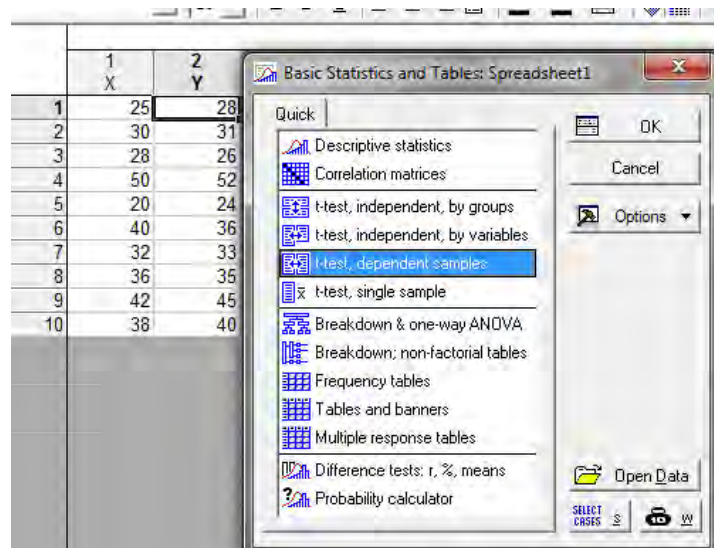 1 2
X Y
1 25 28
2 30 31
3 28 26
4 50 52
5 20 24
6 40 36
7 32 33
8 36 35
9 42 45
10 38 40
Basic Statistics and Tables: Spreadsheet1
Quick
Descriptive statistics
Correlation matrices
t-test, independent, by groups
t-test, independent, by variables
t-test, dependent samples
t-test, single sample
Breakdown & one-way ANOVA
Breakdown; non-factorial tables
Frequency tables
Tables and banners
Multiple response tables
Difference tests: r, %, means
Probability calculator
OK
Cancel
Options
Open Data
SELECT CASES S W